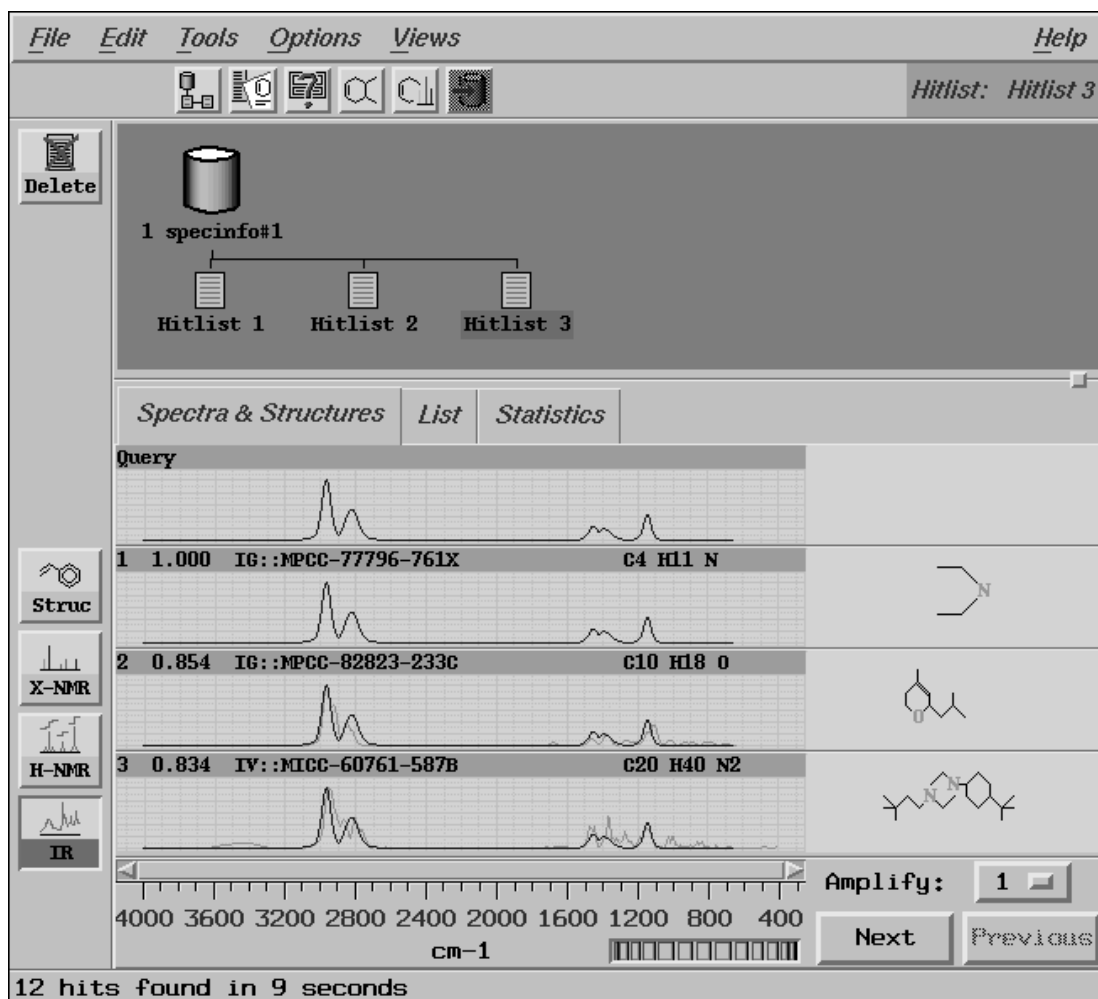 File Edit Tools Options Views Help
Hitlist: Hitlist 3
Delete
1 specinfo#1
Hitlist 1 Hitlist 2 Hitlist 3
Spectra & Structures List Statistics
Query
1 1.000 IG::MPCC-77796-761X C4 H11 N
N
Struc
2 0.854 IG::MPCC-82823-233C C10 H18 O
O
X-NMR
3 0.834 IV::MICC-60761-587B C20 H40 N2
H-NMR
N N
IR
4000 3600 3200 2800 2400 2000 1600 1200 800 400
cm-1
Amplify: 1
Next Previous
12 hits found in 9 seconds